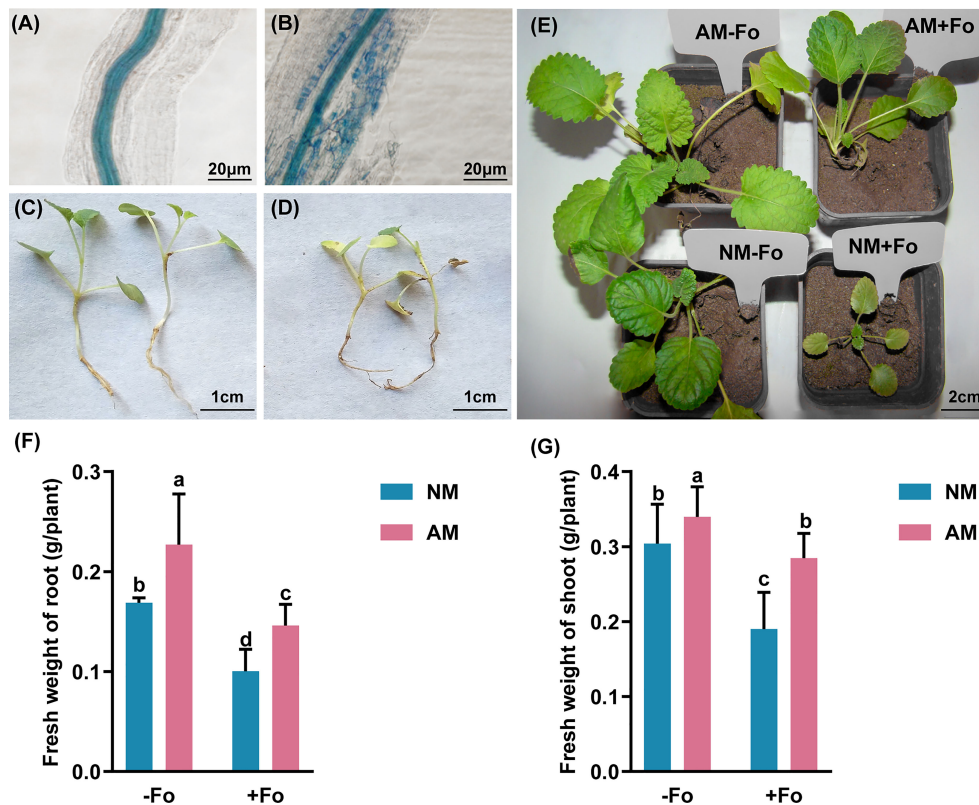 (A)
20μm
(B)
20μm
(C)
1cm
(D)
1cm
(E)
AM-Fo
AM+Fo
NM-Fo
NM+Fo
2cm
(F)
Fresh weight of root (g/plant)
0.3
0.2
0.1
0.0
a
b
c
d
-Fo
+Fo
NM
AM
(G)
Fresh weight of shoot (g/plant)
0.4
0.3
0.2
0.1
0.0
b
a
c
b
-Fo
+Fo
NM
AM